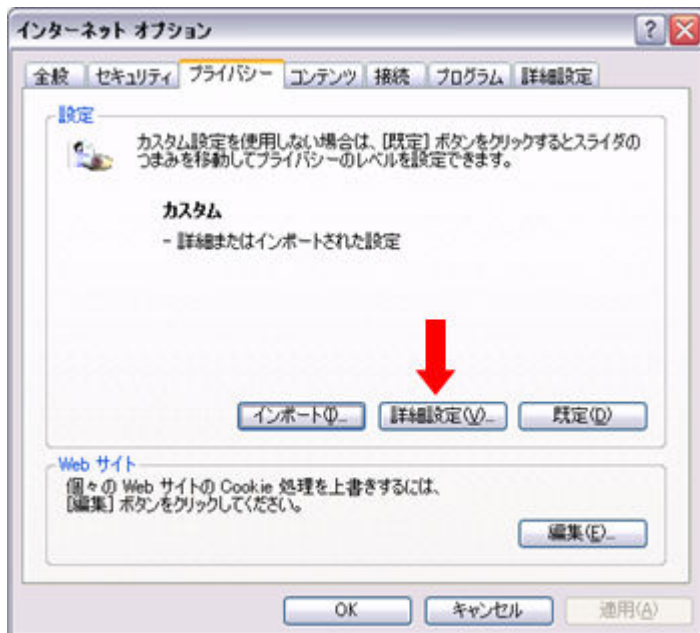 インターネット オプション
全般 セキュリティ プライバシー コンテンツ 接続 プログラム 詳細設定
設定
カスタム設定を使用しない場合は、[既定] ボタンをクリックするとスライダの
つまみを移動してプライバシーのレベルを設定できます。
カスタム
- 詳細またはインポートされた設定
インポート(I)... 詳細設定(V)... 既定(D)
Web サイト
個々の Web サイトの Cookie 処理を上書きするには、
[編集] ボタンをクリックしてください。
編集(E)...
OK キャンセル 適用(A)